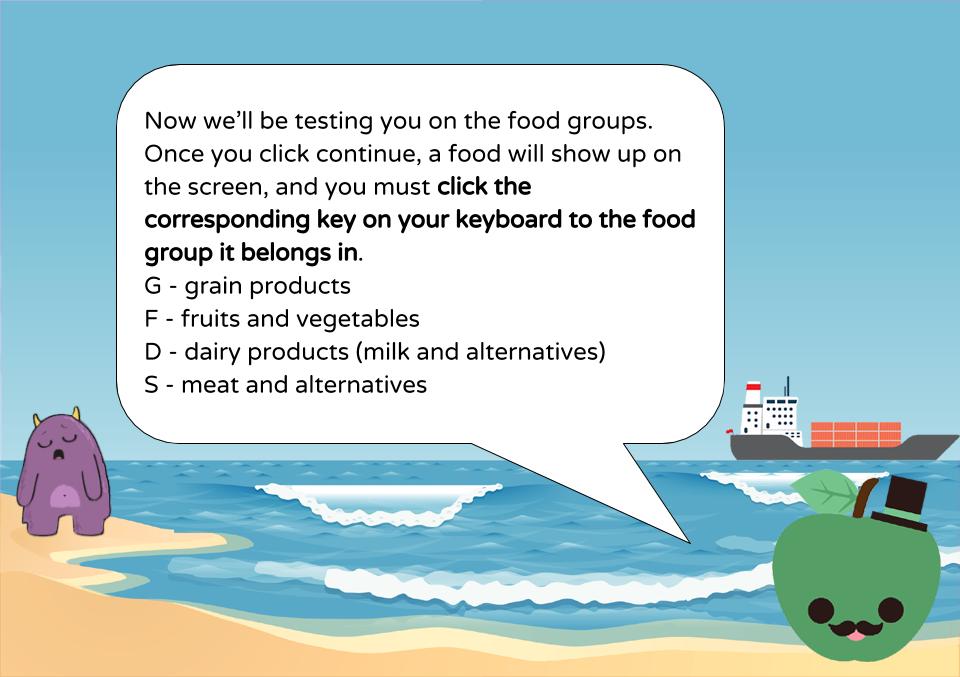 Now we'll be testing you on the food groups.
Once you click continue, a food will show up on
the screen, and you must click the
corresponding key on your keyboard to the food
group it belongs in.
G - grain products
F - fruits and vegetables
D - dairy products (milk and alternatives)
S - meat and alternatives